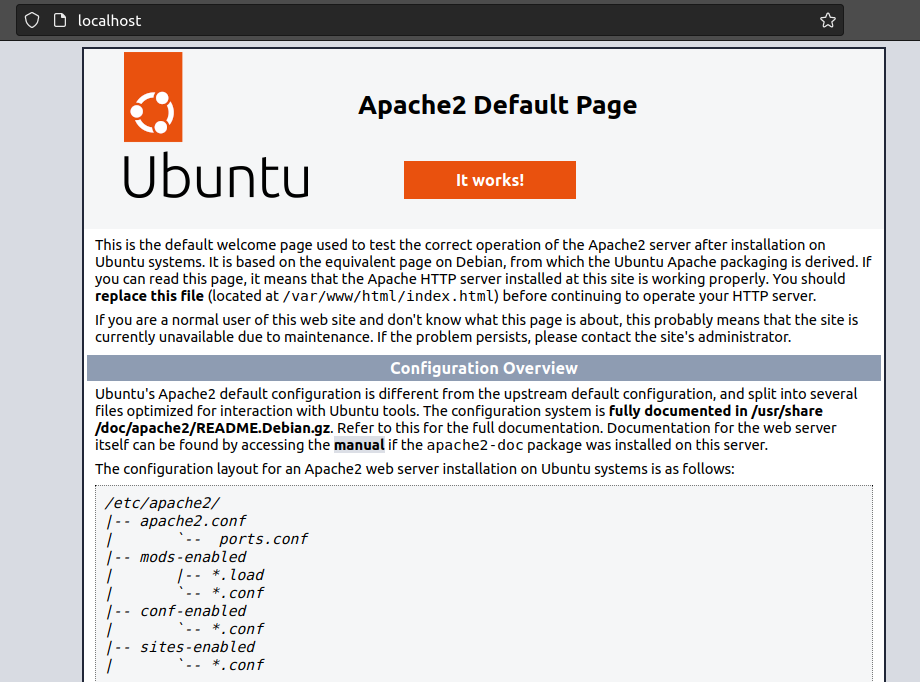 localhost
Ubuntu
Apache2 Default Page
It works!
This is the default welcome page used to test the correct operation of the Apache2 server after installation on
Ubuntu systems. It is based on the equivalent page on Debian, from which the Ubuntu Apache packaging is derived. If
you can read this page, it means that the Apache HTTP server installed at this site is working properly. You should
replace this file (located at /var/www/html/index.html) before continuing to operate your HTTP server.
If you are a normal user of this web site and don't know what this page is about, this probably means that the site is
currently unavailable due to maintenance. If the problem persists, please contact the site's administrator.
Configuration Overview
Ubuntu's Apache2 default configuration is different from the upstream default configuration, and split into several
files optimized for interaction with Ubuntu tools. The configuration system is fully documented in /usr/share
/doc/apache2/README.Debian.gz. Refer to this for the full documentation. Documentation for the web server
itself can be found by accessing the manual if the apache2-doc package was installed on this server.
The configuration layout for an Apache2 web server installation on Ubuntu systems is as follows:
/etc/apache2/
|-- apache2.conf
|       `--  ports.conf
|-- mods-enabled
|       |-- *.load
|       `-- *.conf
|-- conf-enabled
|       `-- *.conf
|-- sites-enabled
|       `-- *.conf